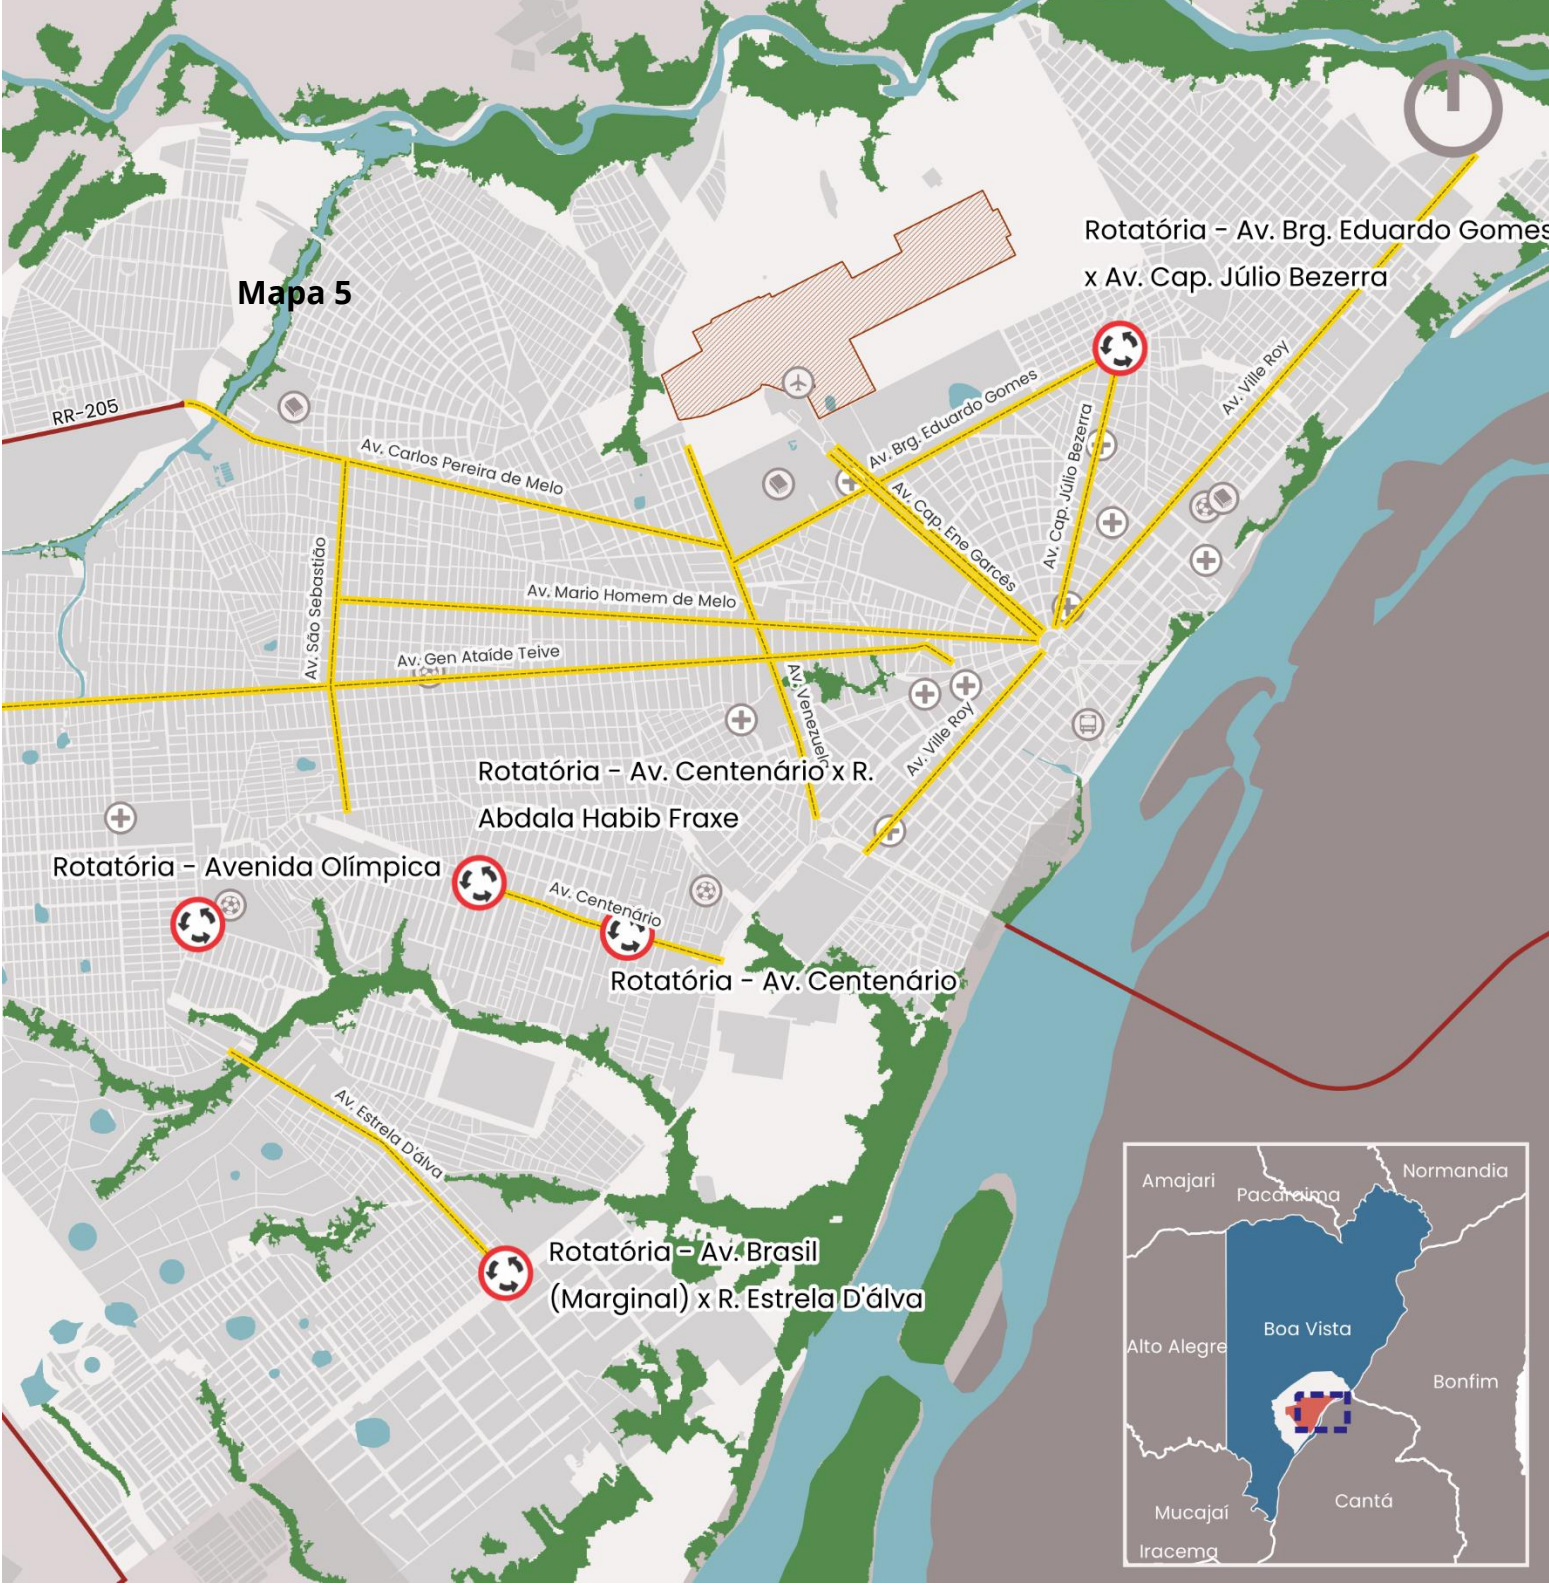 Rotatória - Av. Brg. Eduardo Gomes
x Av. Cap. Júlio Bezerra
Mapa 5
RR-205
Av. Carlos Pereira de Melo
Av. Brg. Eduardo Gomes
Av. Ville Roy
Av. Cap. Júlio Bezerra
Av. Cap. Ene Garcês
Av. São Sebastião
Av. Mario Homem de Melo
Av. Gen Ataíde Teive
Av. Venezuela
Av. Ville Roy
Rotatória - Av. Centenário x R.
Abdala Habib Fraxe
Rotatória - Avenida Olímpica
Av. Centenário
Rotatória - Av. Centenário
Av. Estrela D'álva
Rotatória - Av. Brasil
(Marginal) x R. Estrela D'álva
Amajari
Pacaraima
Normandia
Boa Vista
Alto Alegre
Bonfim
Cantá
Mucajaí
Iracema